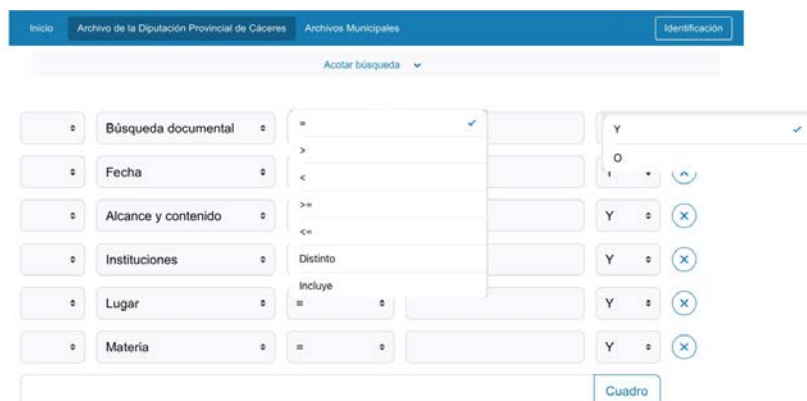 Inicio Archivo de la Diputación Provincial de Cáceres Archivos Municipales Identificación
Acotar búsqueda
Búsqueda documental = Y
> O
Fecha < Y
Alcance y contenido >= Y
<=
Instituciones Distinto Y
Incluye
Lugar = Y
Materia = Y
Cuadro